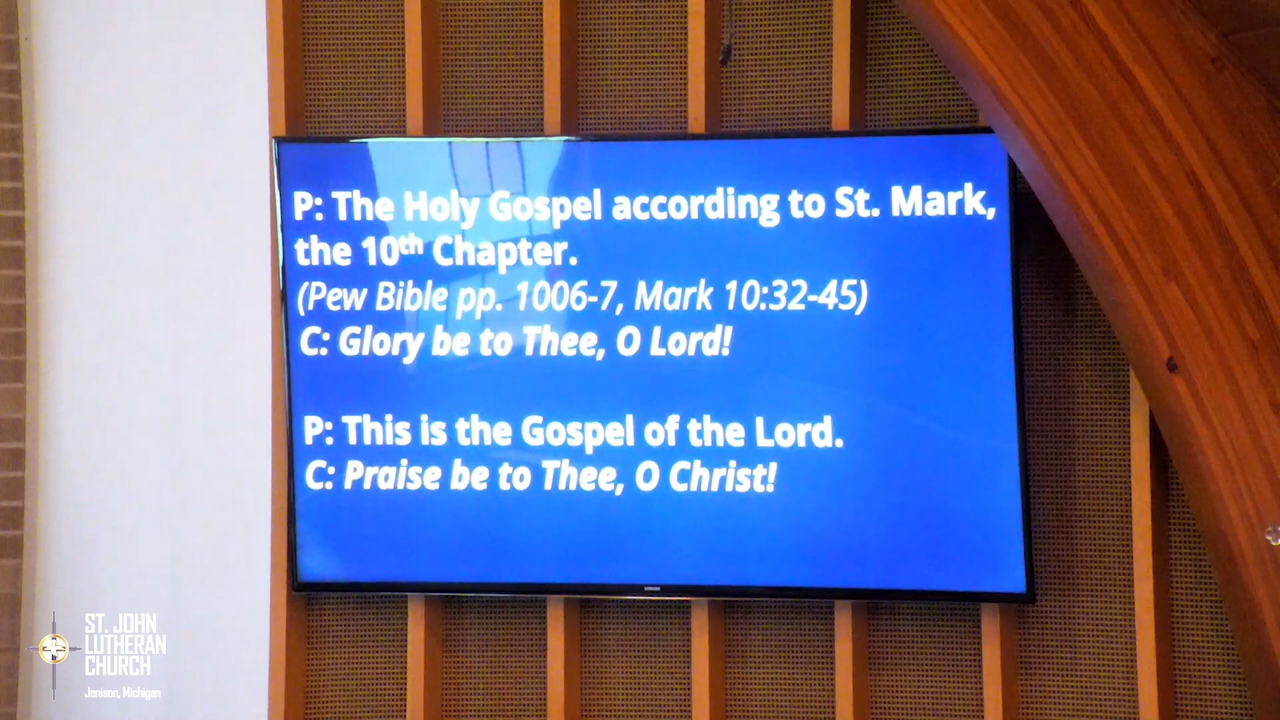 P: The Holy Gospel according to St. Mark,
the 10th Chapter.
(Pew Bible pp. 1006-7, Mark 10:32-45)
C: Glory be to Thee, O Lord!
P: This is the Gospel of the Lord.
C: Praise be to Thee, O Christ!
ST. JOHN
LUTHERAN
CHURCH
Jenison, Michigan